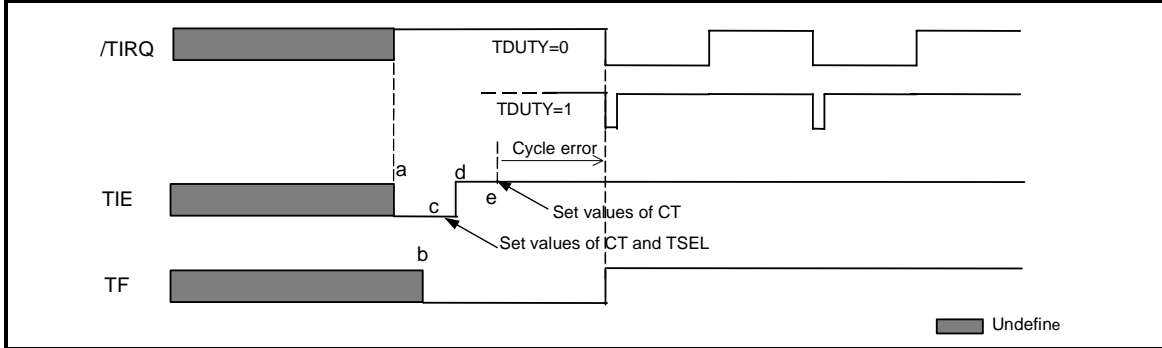 /TIRQ
TDUTY=0
TDUTY=1
Cycle error
a
d
TIE
e
c
Set values of CT
Set values of CT and TSEL
b
TF
Undefine